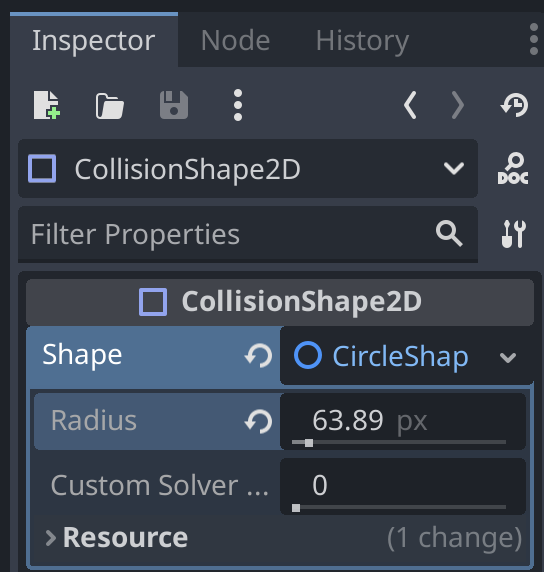 Inspector Node History
DOC
CollisionShape2D
Filter Properties
CollisionShape2D
Shape CircleShap
Radius 63.89 px
Custom Solver ... 0
Resource (1 change)